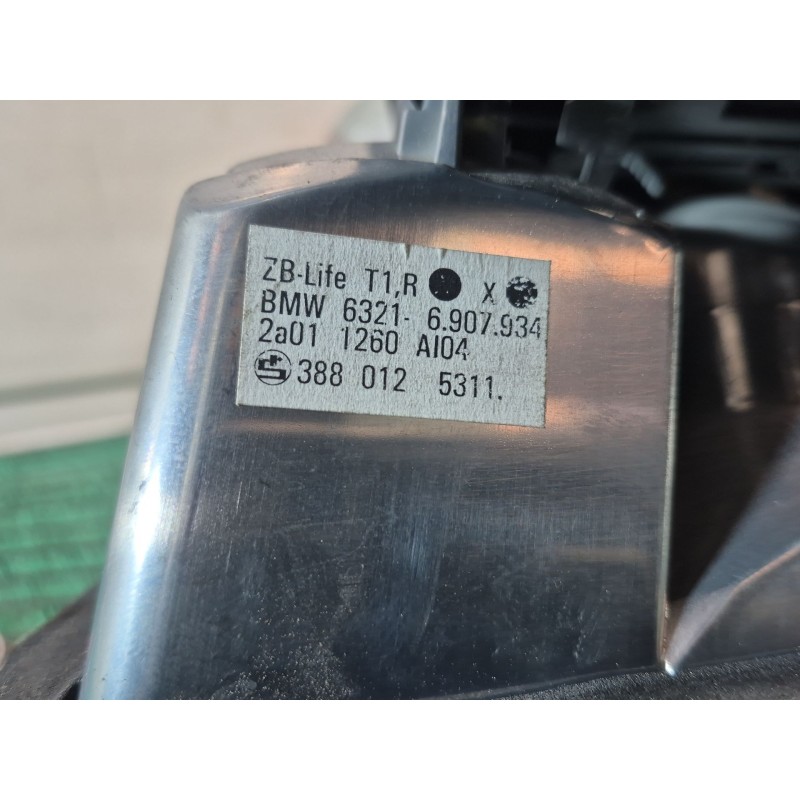 ZB-Life T1,R ● X
BMW 6321- 6.907.934
2a01 1260 AI04
388 012 5311.